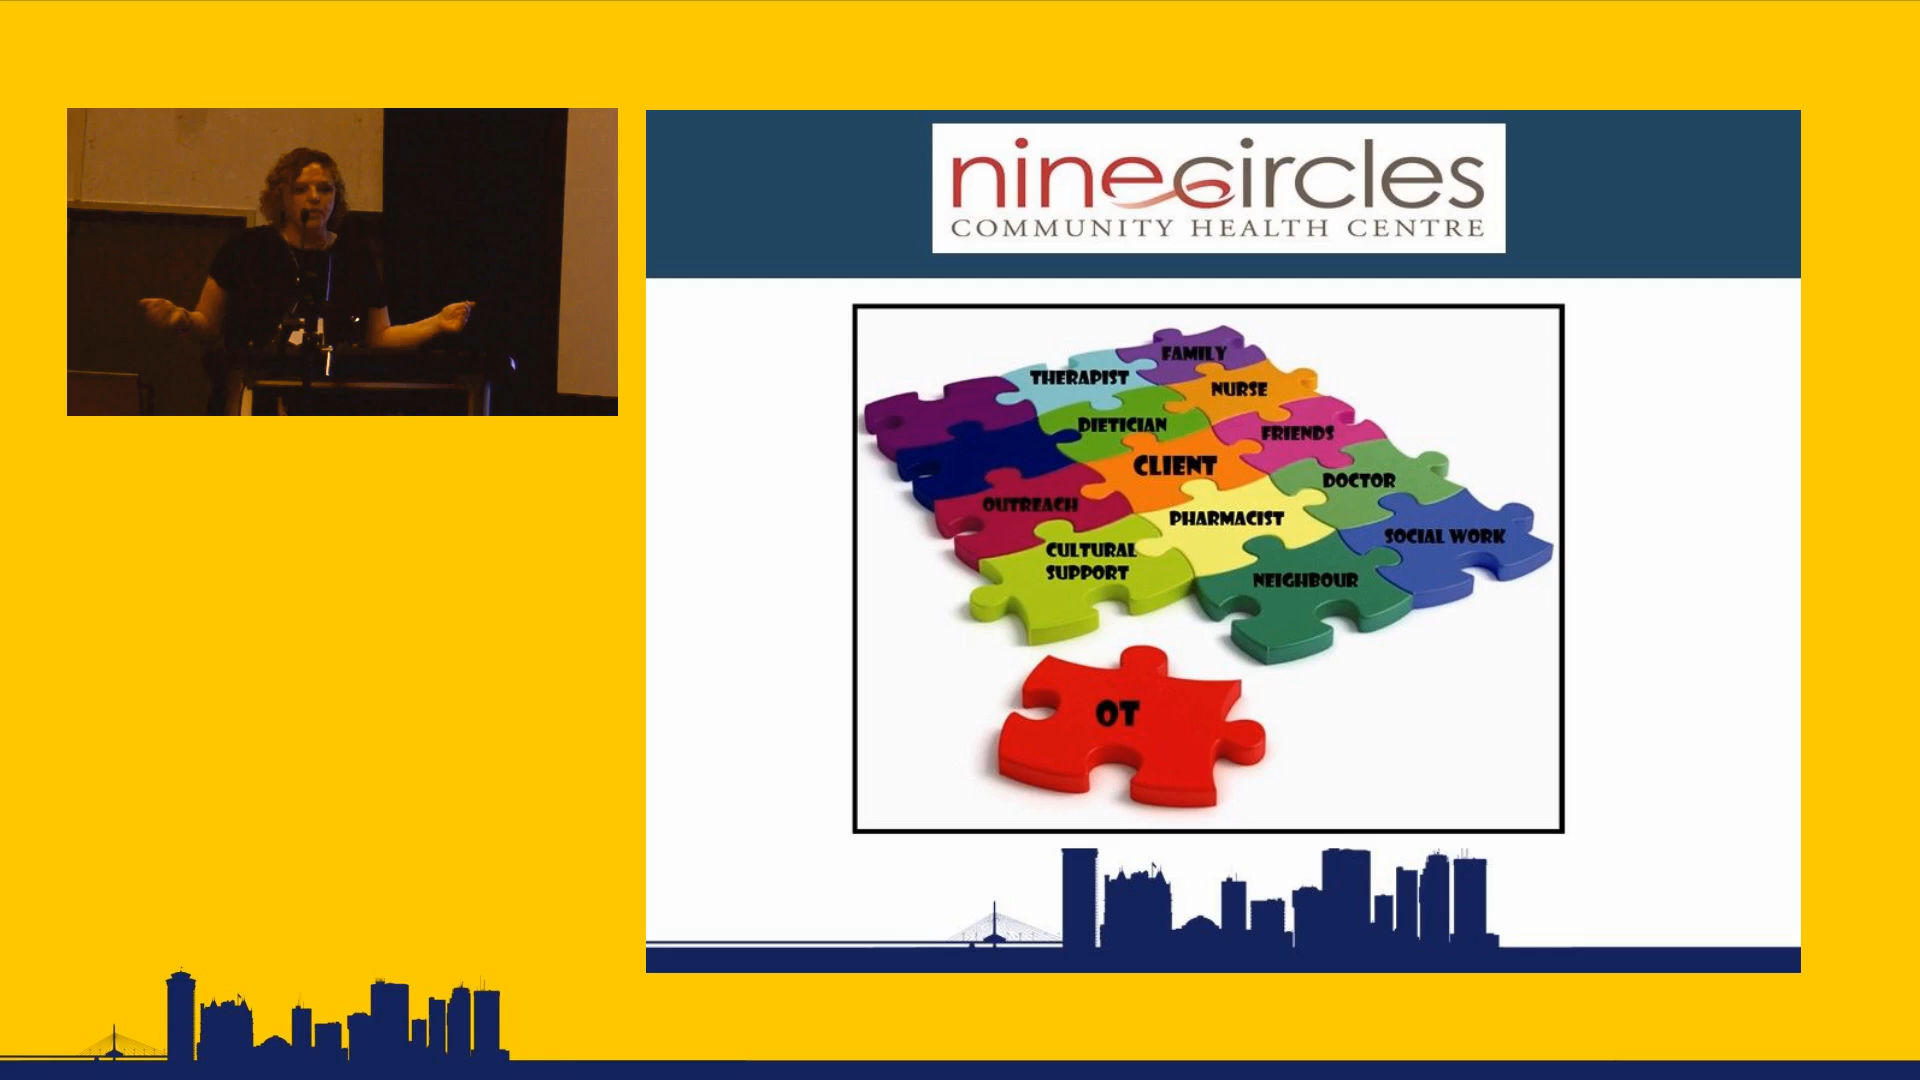 ninecircles
COMMUNITY HEALTH CENTRE
FAMILY
THERAPIST
NURSE
DIETICIAN
FRIENDS
CLIENT
DOCTOR
OUTREACH
PHARMACIST
SOCIAL WORK
CULTURAL
SUPPORT
NEIGHBOUR
OT